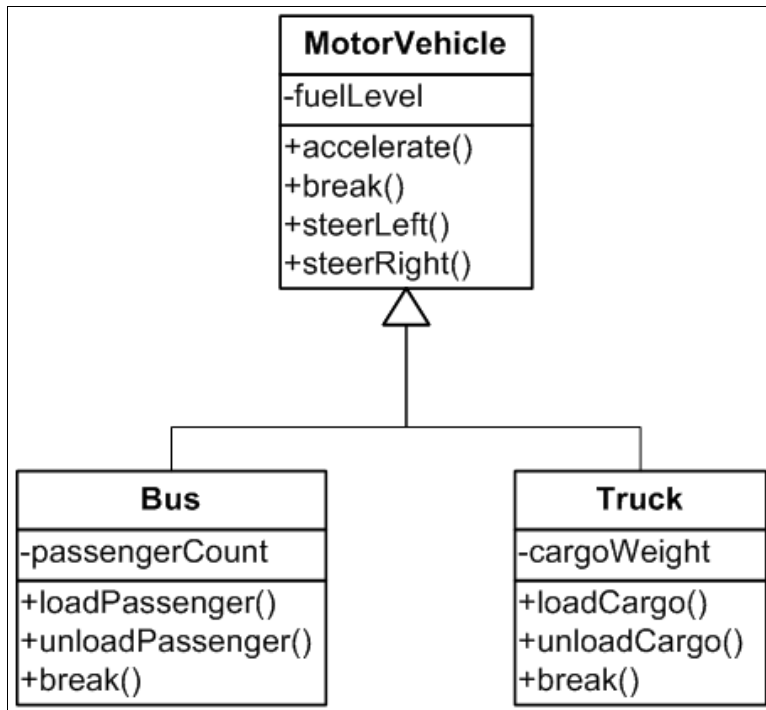 MotorVehicle
-fuelLevel
+accelerate()
+break()
+steerLeft()
+steerRight()
Bus
-passengerCount
+loadPassenger()
+unloadPassenger()
+break()
Truck
-cargoWeight
+loadCargo()
+unloadCargo()
+break()